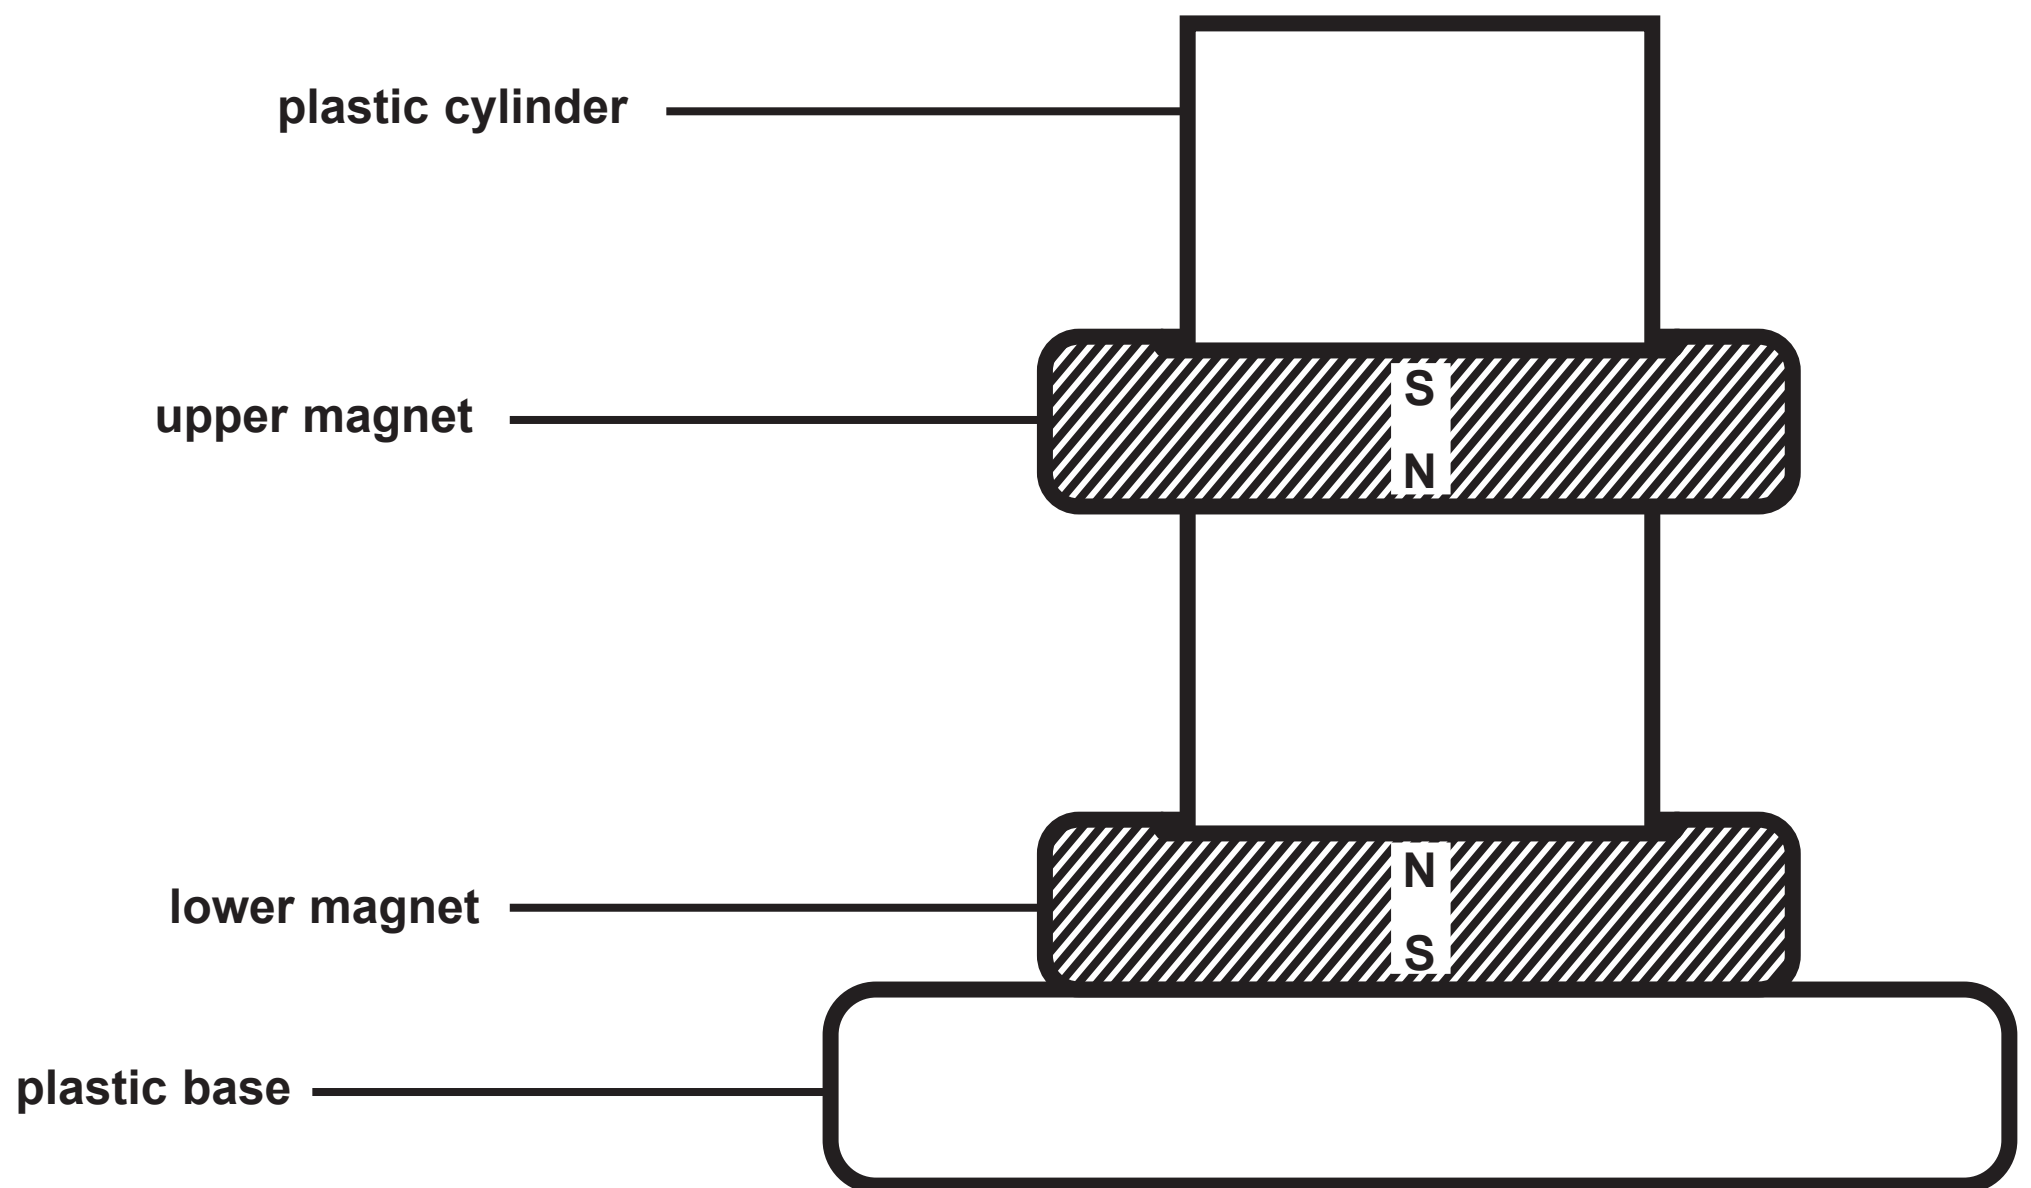 plastic cylinder
S
upper magnet
N
N
lower magnet
S
plastic base